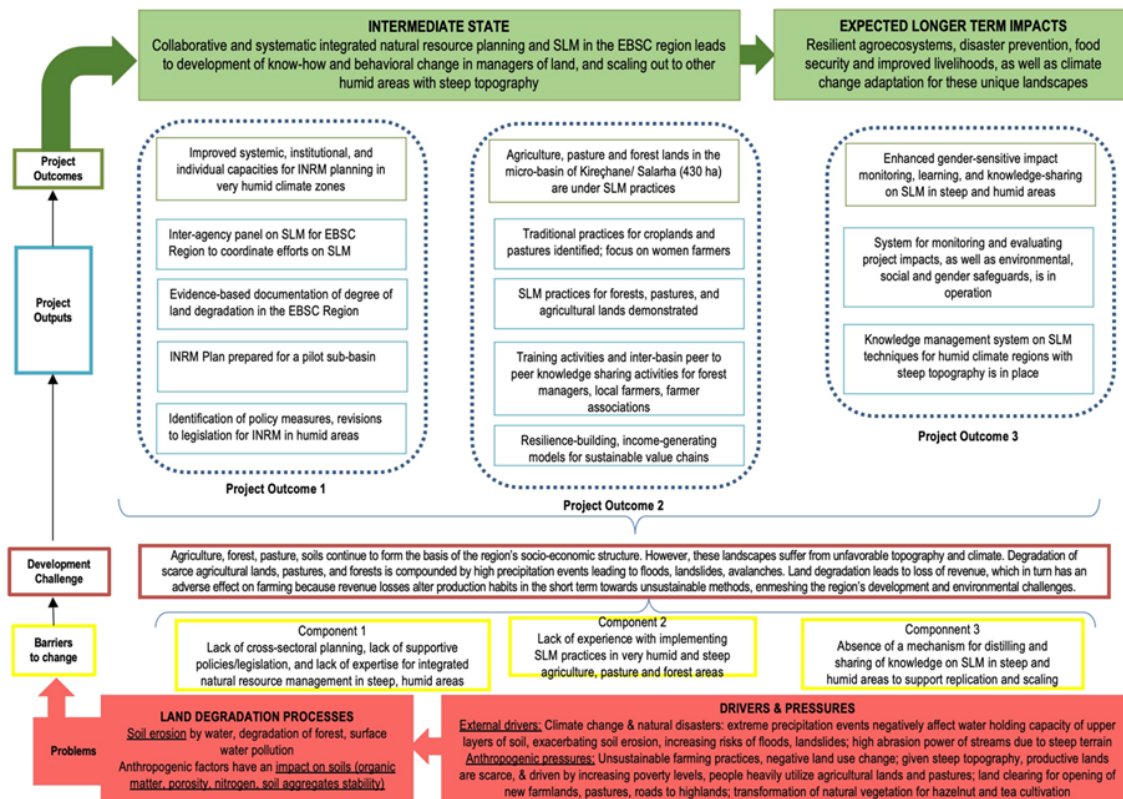 INTERMEDIATE STATE
Collaborative and systematic integrated natural resource planning and SLM in the EBSC region leads
to development of know-how and behavioral change in managers of land, and scaling out to other
humid areas with steep topography
EXPECTED LONGER TERM IMPACTS
Resilient agroecosystems, disaster prevention, food
security and improved livelihoods, as well as climate
change adaptation for these unique landscapes
Project
Outcomes
Improved systemic, institutional, and
individual capacities for INRM planning in
very humid climate zones
Inter-agency panel on SLM for EBSC
Region to coordinate efforts on SLM
Evidence-based documentation of degree of
land degradation in the EBSC Region
INRM Plan prepared for a pilot sub-basin
Identification of policy measures, revisions
to legislation for INRM in humid areas
Project Outcome 1
Agriculture, pasture and forest lands in the
micro-basin of Kireçhane/ Salarha (430 ha)
are under SLM practices
Traditional practices for croplands and
pastures identified; focus on women farmers
SLM practices for forests, pastures, and
agricultural lands demonstrated
Training activities and inter-basin peer to
peer knowledge sharing activities for forest
managers, local farmers, farmer
associations
Resilience-building, income-generating
models for sustainable value chains
Project Outcome 2
Enhanced gender-sensitive impact
monitoring, learning, and knowledge-sharing
on SLM in steep and humid areas
System for monitoring and evaluating
project impacts, as well as environmental,
social and gender safeguards, is in
operation
Knowledge management system on SLM
techniques for humid climate regions with
steep topography is in place
Project Outcome 3
Project
Outputs
Development
Challenge
Agriculture, forest, pasture, soils continue to form the basis of the region's socio-economic structure. However, these landscapes suffer from unfavorable topography and climate. Degradation of
scarce agricultural lands, pastures, and forests is compounded by high precipitation events leading to floods, landslides, avalanches. Land degradation leads to loss of revenue, which in turn has an
adverse effect on farming because revenue losses alter production habits in the short term towards unsustainable methods, enmeshing the region's development and environmental challenges.
Barriers
to change
Component 1
Lack of cross-sectoral planning, lack of supportive
policies/legislation, and lack of expertise for integrated
natural resource management in steep, humid areas
Component 2
Lack of experience with implementing
SLM practices in very humid and steep
agriculture, pasture and forest areas
Componnent 3
Absence of a mechanism for distilling and
sharing of knowledge on SLM in steep and
humid areas to support replication and scaling
Problems
LAND DEGRADATION PROCESSES
Soil erosion by water, degradation of forest, surface
water pollution
Anthropogenic factors have an impact on soils (organic
matter, porosity, nitrogen, soil aggregates stability)
DRIVERS & PRESSURES
External drivers: Climate change & natural disasters: extreme precipitation events negatively affect water holding capacity of upper
layers of soil, exacerbating soil erosion, increasing risks of floods, landslides; high abrasion power of streams due to steep terrain
Anthropogenic pressures: Unsustainable farming practices, negative land use change; given steep topography, productive lands
are scarce, & driven by increasing poverty levels, people heavily utilize agricultural lands and pastures; land clearing for opening of
new farmlands, pastures, roads to highlands; transformation of natural vegetation for hazelnut and tea cultivation